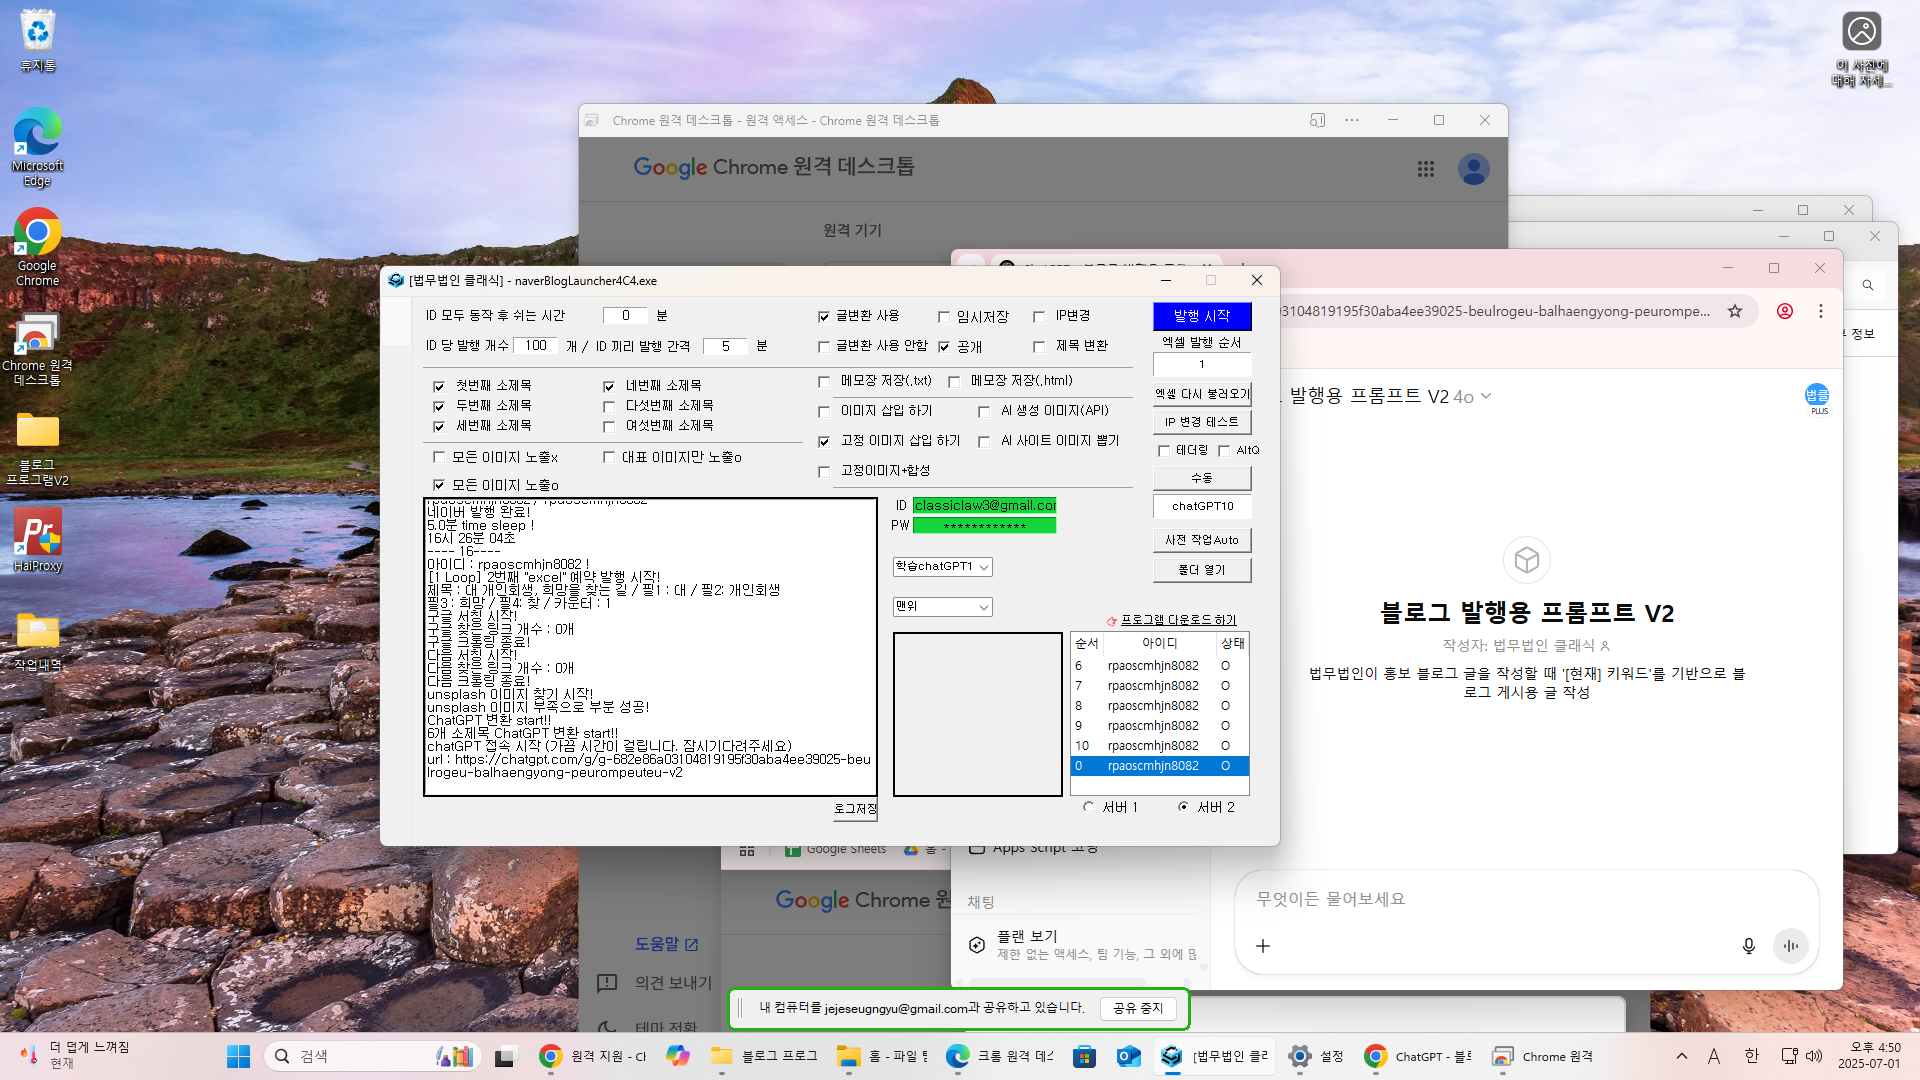 휴지통
Microsoft
Edge
Google
Chrome
Chrome 원격
데스크톱
블로그
프로그램V2
HaiProxy
작업내역
이 사진에
대해 자세...
Chrome 원격 데스크톱 - 원격 액세스 - Chrome 원격 데스크톱
Google Chrome 원격 데스크톱
원격 기기
[법무법인 클래식] - naverBlogLauncher4C4.exe
ID 모두 동작 후 쉬는 시간 0 분
ID 당 발행 개수 100 개 / ID 끼리 발행 간격 5 분
글변환 사용
임시저장
IP변경
글변환 사용 안함
공개
제목 변환
첫번째 소제목
네번째 소제목
두번째 소제목
다섯번째 소제목
세번째 소제목
여섯번째 소제목
모든 이미지 노출x
대표 이미지만 노출o
모든 이미지 노출o
메모장 저장(.txt)
메모장 저장(.html)
이미지 삽입 하기
AI 생성 이미지(API)
고정 이미지 삽입 하기
AI 사이트 이미지 뽑기
고정이미지+합성
발행 시작
엑셀 발행 순서
1
엑셀 다시 불러오기
IP 변경 테스트
테더링
AltQ
수동
chatGPT10
사전 작업Auto
폴더 열기
rpaoscmhjn8082 / rpaoscmhjn8082
네이버 발행 완료!
5.0분 time sleep !
16시 26분 04초
---- 16----
아이디 : rpaoscmhjn8082 !
[1 Loop] 2번째 "excel" 예약 발행 시작!
제목 : 대 개인회생, 희망을 찾는 길 / 필1 : 대 / 필2: 개인회생
필3 : 희망 / 필4: 찾 / 카운터 : 1
구글 서칭 시작!
구글 찾은 링크 개수 : 0개
구글 크롤링 종료!
다음 서칭 시작!
다음 찾은 링크 개수 : 0개
다음 크롤링 종료!
unsplash 이미지 찾기 시작!
unsplash 이미지 부족으로 부분 성공!
ChatGPT 변환 start!!
6개 소제목 ChatGPT 변환 start!!
chatGPT 접속 시작 (가끔 시간이 걸립니다. 잠시기다려주세요)
url : https://chatgpt.com/g/g-682e86a03104819195f30aba4ee39025-beu
lrogeu-balhaengyong-peurompeuteu-v2
로그저장
ID classiclaw3@gmail.cor
PW ************
학습chatGPT1
맨위
프로그램 다운로드 하기
순서 아이디 상태
6 rpaoscmhjn8082 O
7 rpaoscmhjn8082 O
8 rpaoscmhjn8082 O
9 rpaoscmhjn8082 O
10 rpaoscmhjn8082 O
0 rpaoscmhjn8082 O
서버 1
서버 2
3104819195f30aba4ee39025-beulrogeu-balhaengyong-peurompe...
정보
발행용 프롬프트 V2 4o
법클
PLUS
블로그 발행용 프롬프트 V2
작성자: 법무법인 클래식
법무법인이 홍보 블로그 글을 작성할 때 '[현재] 키워드'를 기반으로 블
로그 게시용 글 작성
무엇이든 물어보세요
Google Sheets
홈 -
Google Chrome 원
도움말
의견 보내기
테마 전환
채팅
플랜 보기
제한 없는 액세스, 팀 기능, 그 외에 많
내 컴퓨터를 jejeseugngyu@gmail.com과 공유하고 있습니다.
공유 중지
더 덥게 느껴짐
현재
검색
원격 지원 - Ch
블로그 프로그
홈 - 파일 탐
크롬 원격 데스
[법무법인 클래
설정
ChatGPT - 블로
Chrome 원격
A
한
오후 4:50
2025-07-01